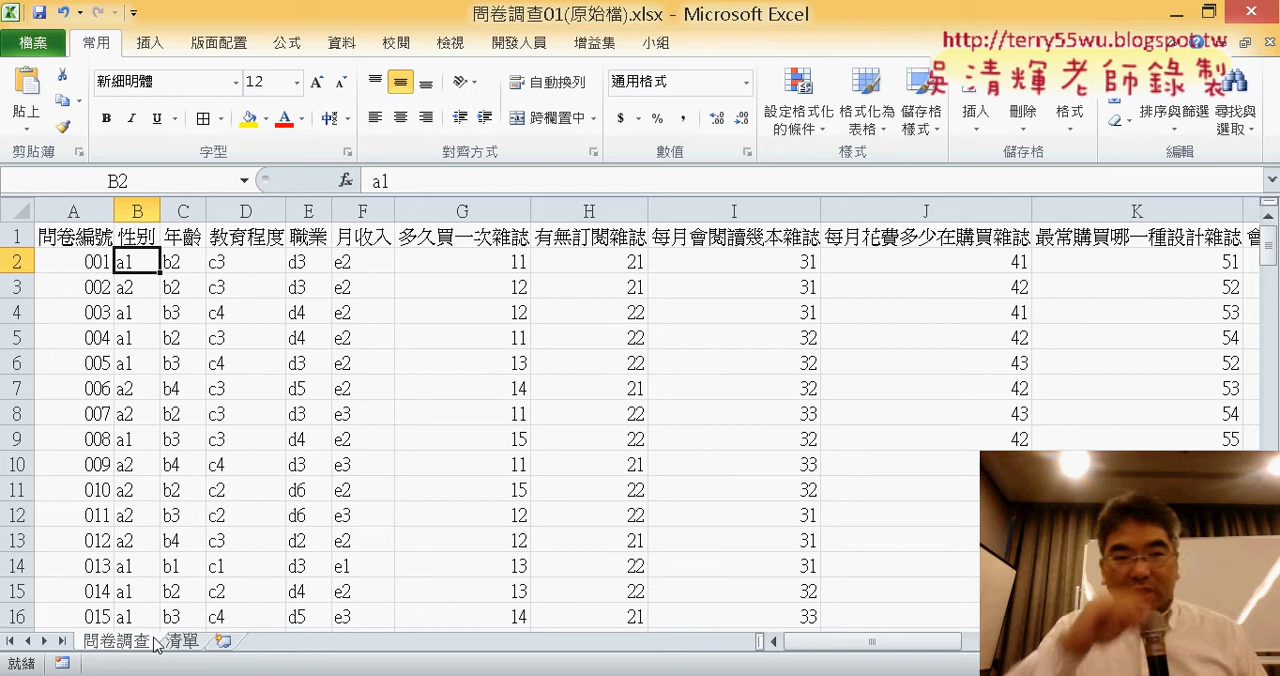 問卷調查01(原始檔).xlsx - Microsoft Excel
檔案 常用 插入 版面配置 公式 資料 校閱 檢視 開發人員 增益集 小組
http://terry55wu.blogspot.tw
吳清輝老師錄製
新細明體 12 A A 自動換列 通用格式
貼上 B I U A 跨欄置中 $ % , 設定格式化的條件 格式化為表格 儲存格樣式 插入 刪除 格式 排序與篩選 尋找與選取
剪貼簿 字型 對齊方式 數值 樣式 儲存格 編輯
B2 fx a1
A B C D E F G H I J K
1 問卷編號 性別 年齡 教育程度 職業 月收入 多久買一次雜誌 有無訂閱雜誌 每月會閱讀幾本雜誌 每月花費多少在購買雜誌 最常購買哪一種設計雜誌 會
2 001 a1 b2 c3 d3 e2 11 21 31 41 51
3 002 a2 b2 c3 d3 e2 12 21 31 42 52
4 003 a1 b3 c4 d4 e2 12 22 31 41 53
5 004 a1 b2 c3 d4 e2 11 22 32 42 54
6 005 a1 b3 c4 d3 e2 13 22 32 43 52
7 006 a2 b4 c3 d5 e2 14 21 32 42 53
8 007 a2 b2 c3 d3 e3 11 22 33 43 54
9 008 a1 b3 c3 d4 e2 15 22 32 42 55
10 009 a2 b4 c4 d3 e3 11 21 33
11 010 a2 b2 c2 d6 e2 15 22 32
12 011 a2 b3 c2 d6 e3 12 22 31
13 012 a2 b4 c3 d2 e2 12 21 31
14 013 a1 b1 c1 d3 e1 13 22 31
15 014 a1 b2 c2 d4 e2 13 22 32
16 015 a1 b3 c4 d5 e3 14 21 33
問卷調查 清單
就緒